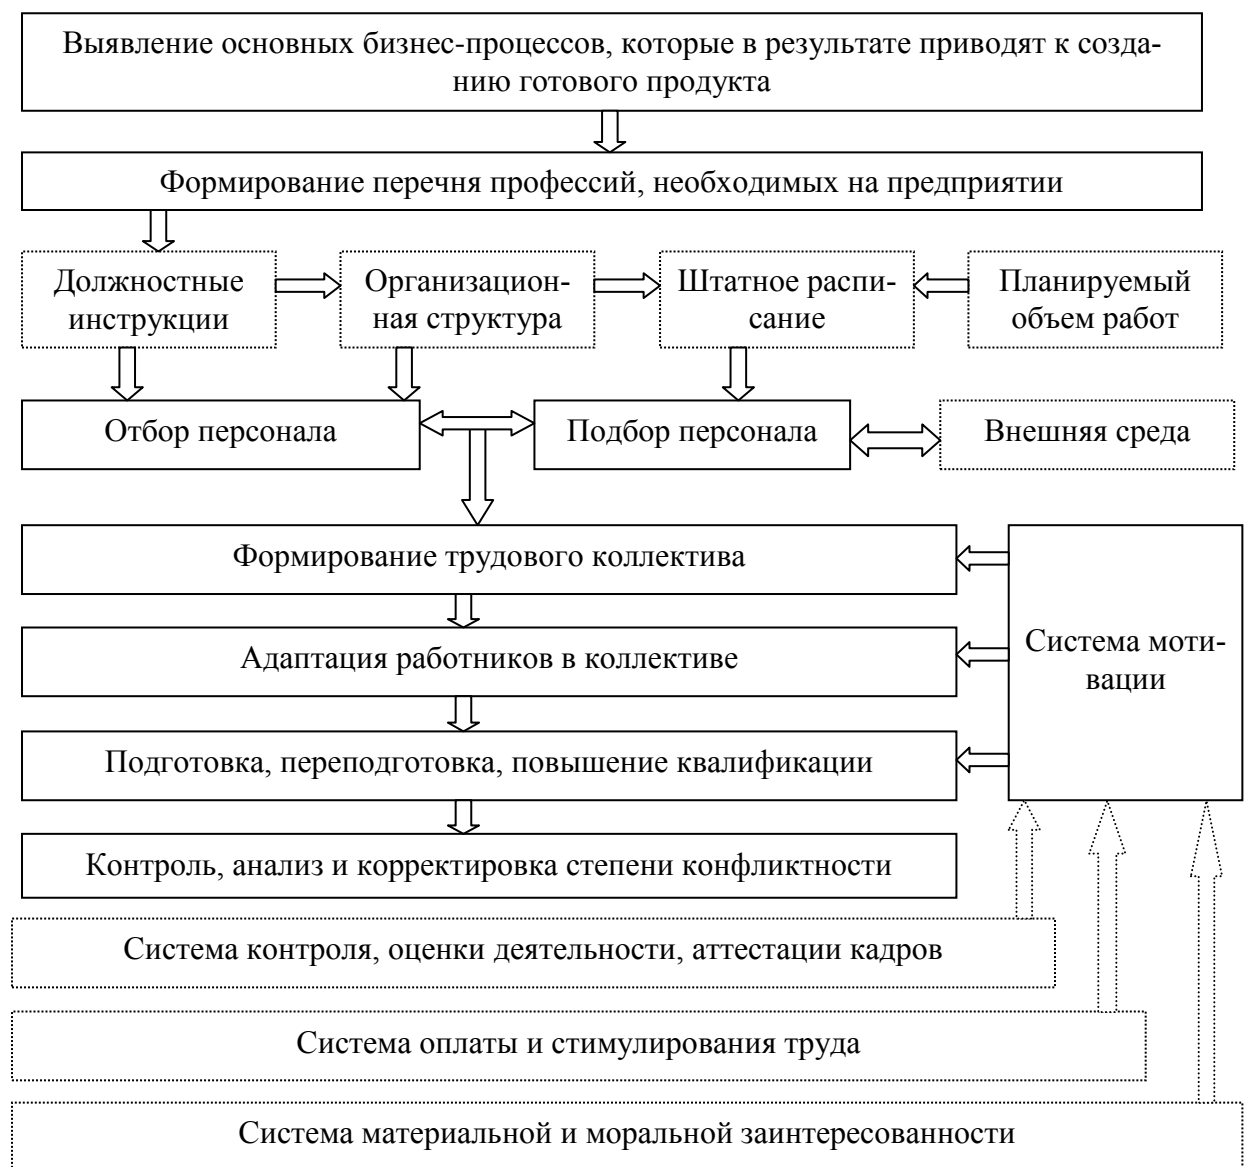 Выявление основных бизнес-процессов, которые в результате приводят к созда-
нию готового продукта
Формирование перечня профессий, необходимых на предприятии
Должностные
инструкции
Организацион-
ная структура
Штатное распи-
сание
Планируемый
объем работ
Отбор персонала
Подбор персонала
Внешняя среда
Формирование трудового коллектива
Адаптация работников в коллективе
Подготовка, переподготовка, повышение квалификации
Контроль, анализ и корректировка степени конфликтности
Система моти-
вации
Система контроля, оценки деятельности, аттестации кадров
Система оплаты и стимулирования труда
Система материальной и моральной заинтересованности